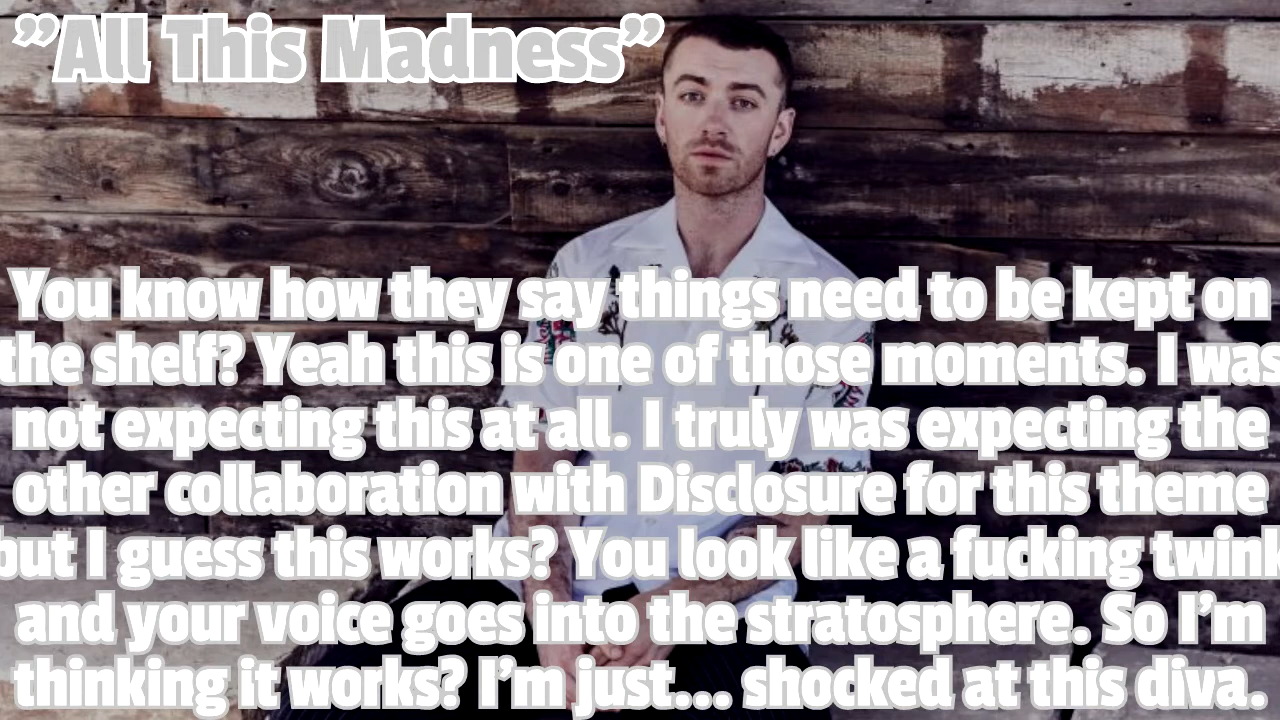 ”All This Madness”
You know how they say things need to be kept on
the shelf? Yeah this is one of those moments. I was
not expecting this at all. I truly was expecting the
other collaboration with Disclosure for this theme
but I guess this works? You look like a fucking twink
and your voice goes into the stratosphere. So I’m
thinking it works? I’m just... shocked at this diva.